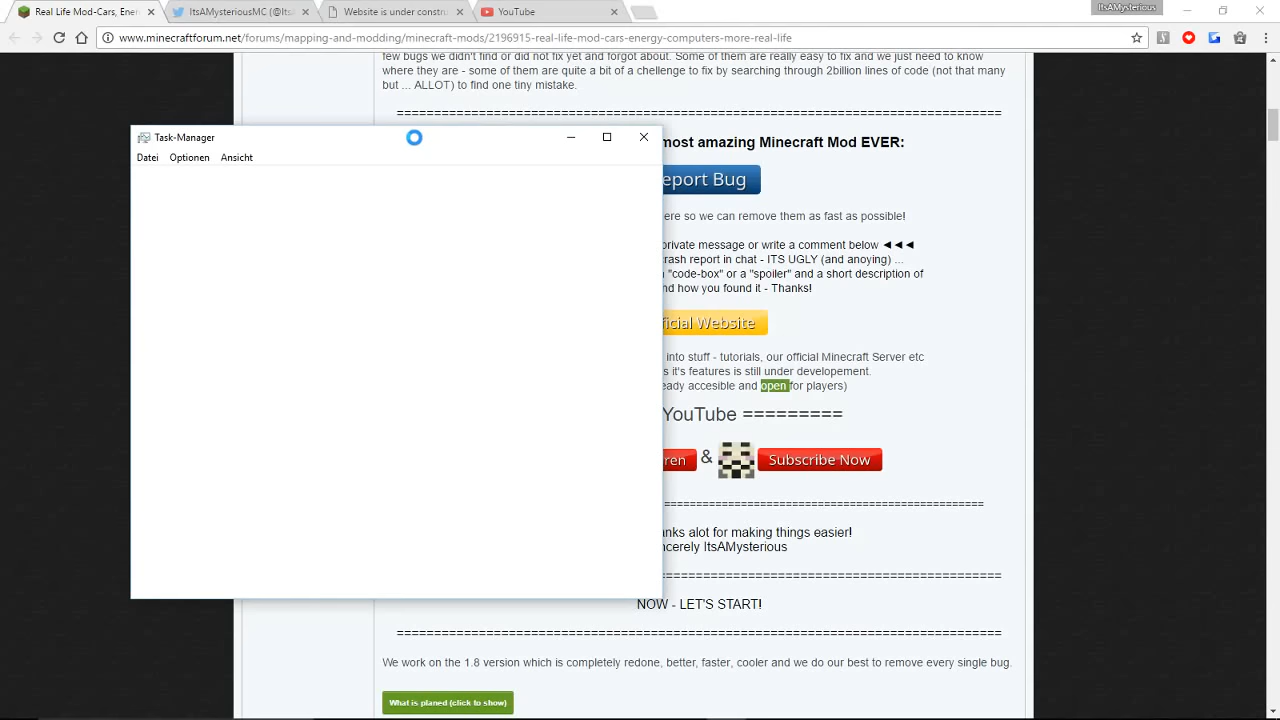 Real Life Mod-Cars, Ener
ItsAMysteriousMC (@Its
Website is under constru
YouTube
ItsAMysterious
www.minecraftforum.net/forums/mapping-and-modding/minecraft-mods/2196915-real-life-mod-cars-energy-computers-more-real-life
few bugs we didn't find or did not fix yet and forgot about. Some of them are really easy to fix and we just need to know
where they are - some of them are quite a bit of a chellenge to fix by searching through 2billion lines of code (not that many
but ... ALLOT) to find one tiny mistake.
=====================================================================================
Task-Manager
Datei Optionen Ansicht
most amazing Minecraft Mod EVER:
eport Bug
ere so we can remove them as fast as possible!
private message or write a comment below ◄◄◄
rash report in chat - ITS UGLY (and anoying) ...
"code-box" or a "spoiler" and a short description of
nd how you found it - Thanks!
ficial Website
into stuff - tutorials, our official Minecraft Server etc
s it's features is still under developement.
eady accesible and open for players)
YouTube =========
ren & Subscribe Now
=============================================
anks alot for making things easier!
ncerely ItsAMysterious
================================================
NOW - LET'S START!
=====================================================================================
We work on the 1.8 version which is completely redone, better, faster, cooler and we do our best to remove every single bug.
What is planed (click to show)